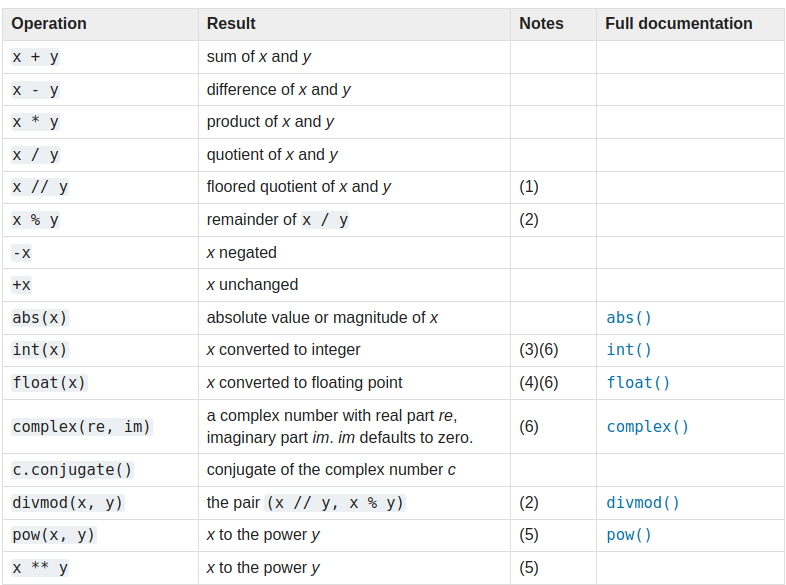 Operation Result Notes Full documentation
x + y sum of x and y
x - y difference of x and y
x * y product of x and y
x / y quotient of x and y
x // y floored quotient of x and y (1)
x % y remainder of x / y (2)
-x x negated
+x x unchanged
abs(x) absolute value or magnitude of x abs()
int(x) x converted to integer (3)(6) int()
float(x) x converted to floating point (4)(6) float()
complex(re, im) a complex number with real part re,
imaginary part im. im defaults to zero. (6) complex()
c.conjugate() conjugate of the complex number c
divmod(x, y) the pair (x // y, x % y) (2) divmod()
pow(x, y) x to the power y (5) pow()
x ** y x to the power y (5)